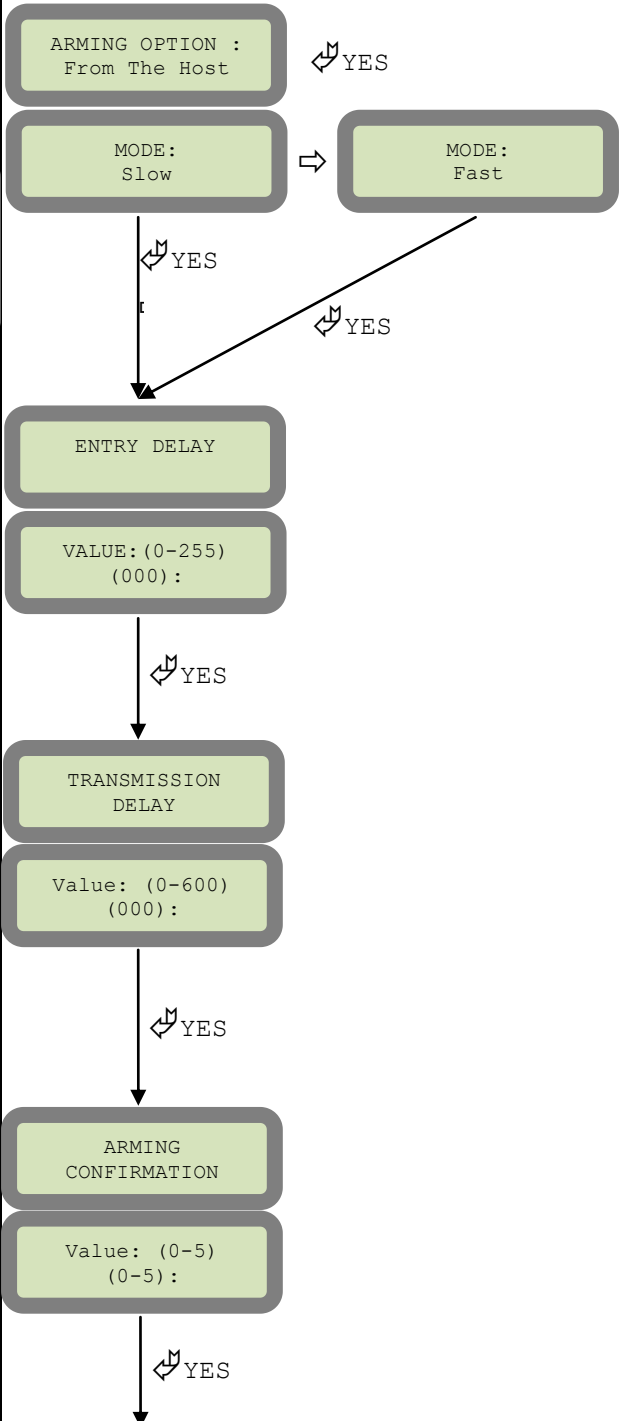 ARMING OPTION :
From The Host
YES
MODE:
Slow
MODE:
Fast
YES
YES
ENTRY DELAY
VALUE:(0-255)
(000):
YES
TRANSMISSION
DELAY
Value: (0-600)
(000):
YES
ARMING
CONFIRMATION
Value: (0-5)
(0-5):
YES